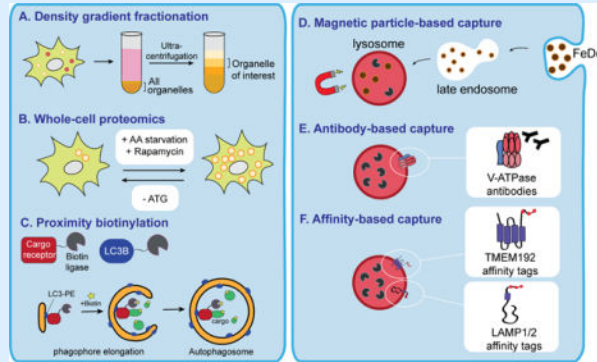 A. Density gradient fractionation
Ultra-
centrifugation
All
organelles
Organelle
of interest
B. Whole-cell proteomics
+ AA starvation
+ Rapamycin
- ATG
C. Proximity biotinylation
Cargo
receptor
Biotin
ligase
LC3B
LC3-PE
+Biotin
cargo
phagophore elongation
Autophagosome
D. Magnetic particle-based capture
lysosome
late endosome
FeDe
E. Antibody-based capture
V-ATPase
antibodies
F. Affinity-based capture
TMEM192
affinity tags
LAMP1/2
affinity tags